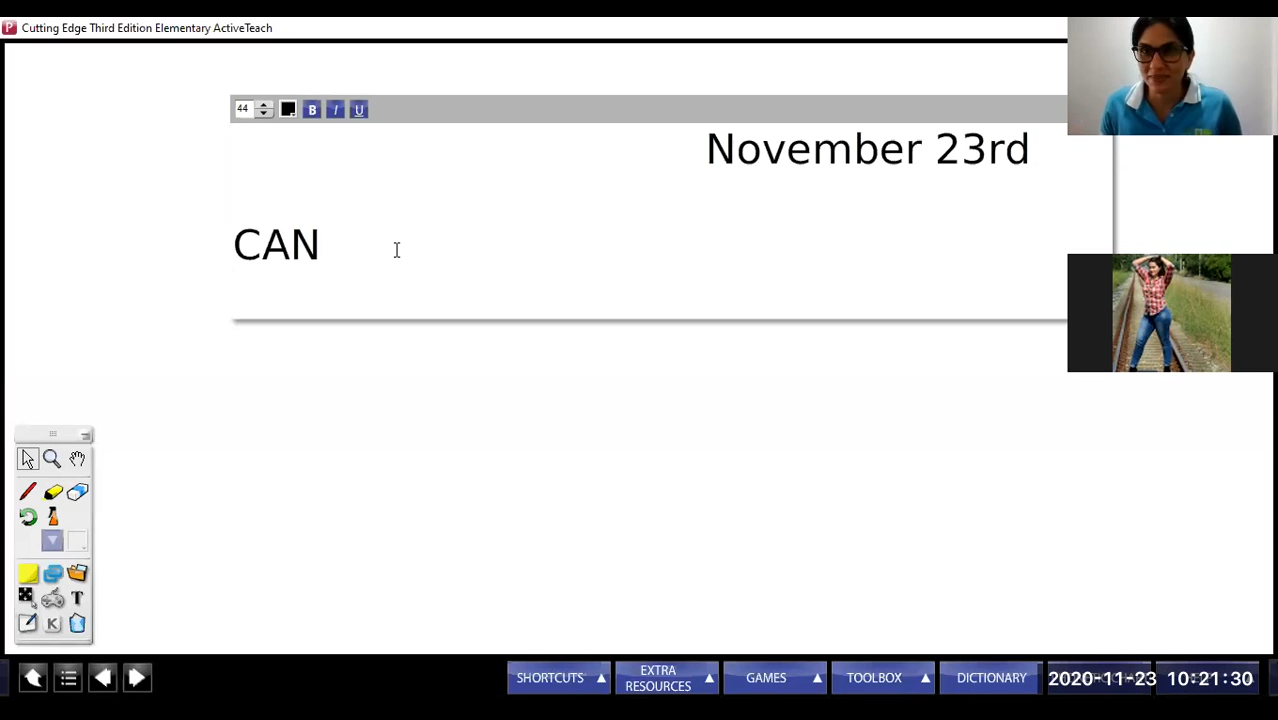 Cutting Edge Third Edition Elementary ActiveTeach
44 B I U
November 23rd
CAN
T
K
SHORTCUTS
EXTRA
RESOURCES
GAMES
TOOLBOX
DICTIONARY
2020-11-23 10:21:30